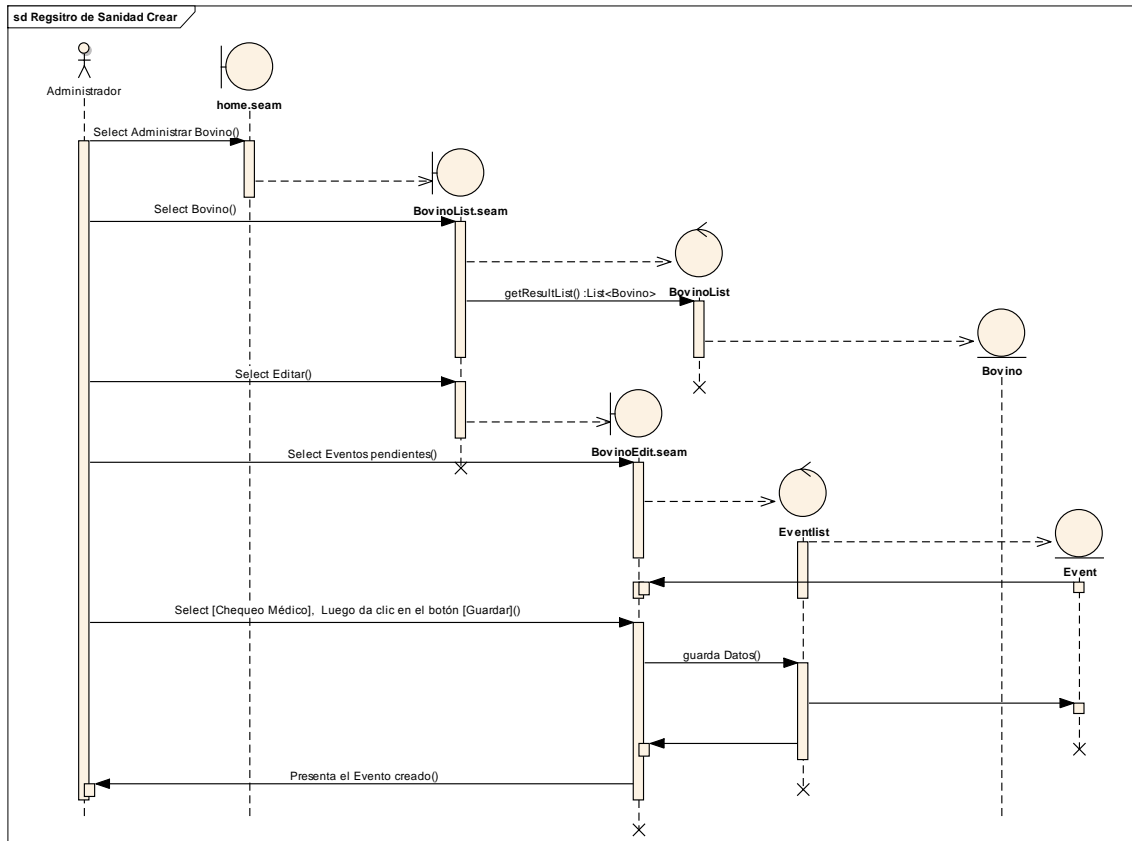 sd Regsitro de Sanidad Crear
Administrador
home.seam
Select Administrar Bovino()
BovinoList.seam
Select Bovino()
BovinoList
getResultList() :List<Bovino>
Bovino
Select Editar()
BovinoEdit.seam
Select Eventos pendientes()
Eventlist
Event
Select [Chequeo Médico],  Luego da clic en el botón [Guardar]()
guarda Datos()
Presenta el Evento creado()